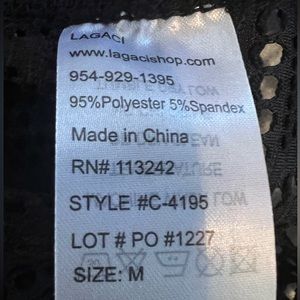 LAGACI
www.lagacishop.com
954-929-1395
95%Polyester 5%Spandex
Made in China
RN# 113242
STYLE #C-4195
LOT # PO #1227
SIZE: M